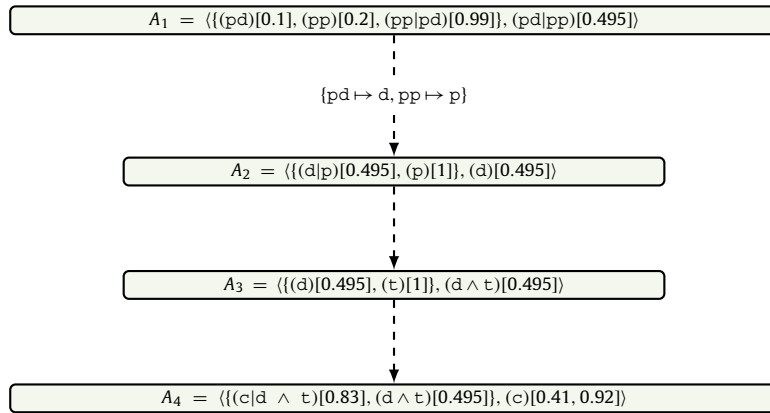 A₁ = ⟨{(pd)[0.1], (pp)[0.2], (pp|pd)[0.99]}, (pd|pp)[0.495]⟩
{pd ↦ d, pp ↦ p}
A₂ = ⟨{(d|p)[0.495], (p)[1]}, (d)[0.495]⟩
A₃ = ⟨{(d)[0.495], (t)[1]}, (d ∧ t)[0.495]⟩
A₄ = ⟨{(c|d ∧ t)[0.83], (d ∧ t)[0.495]}, (c)[0.41, 0.92]⟩